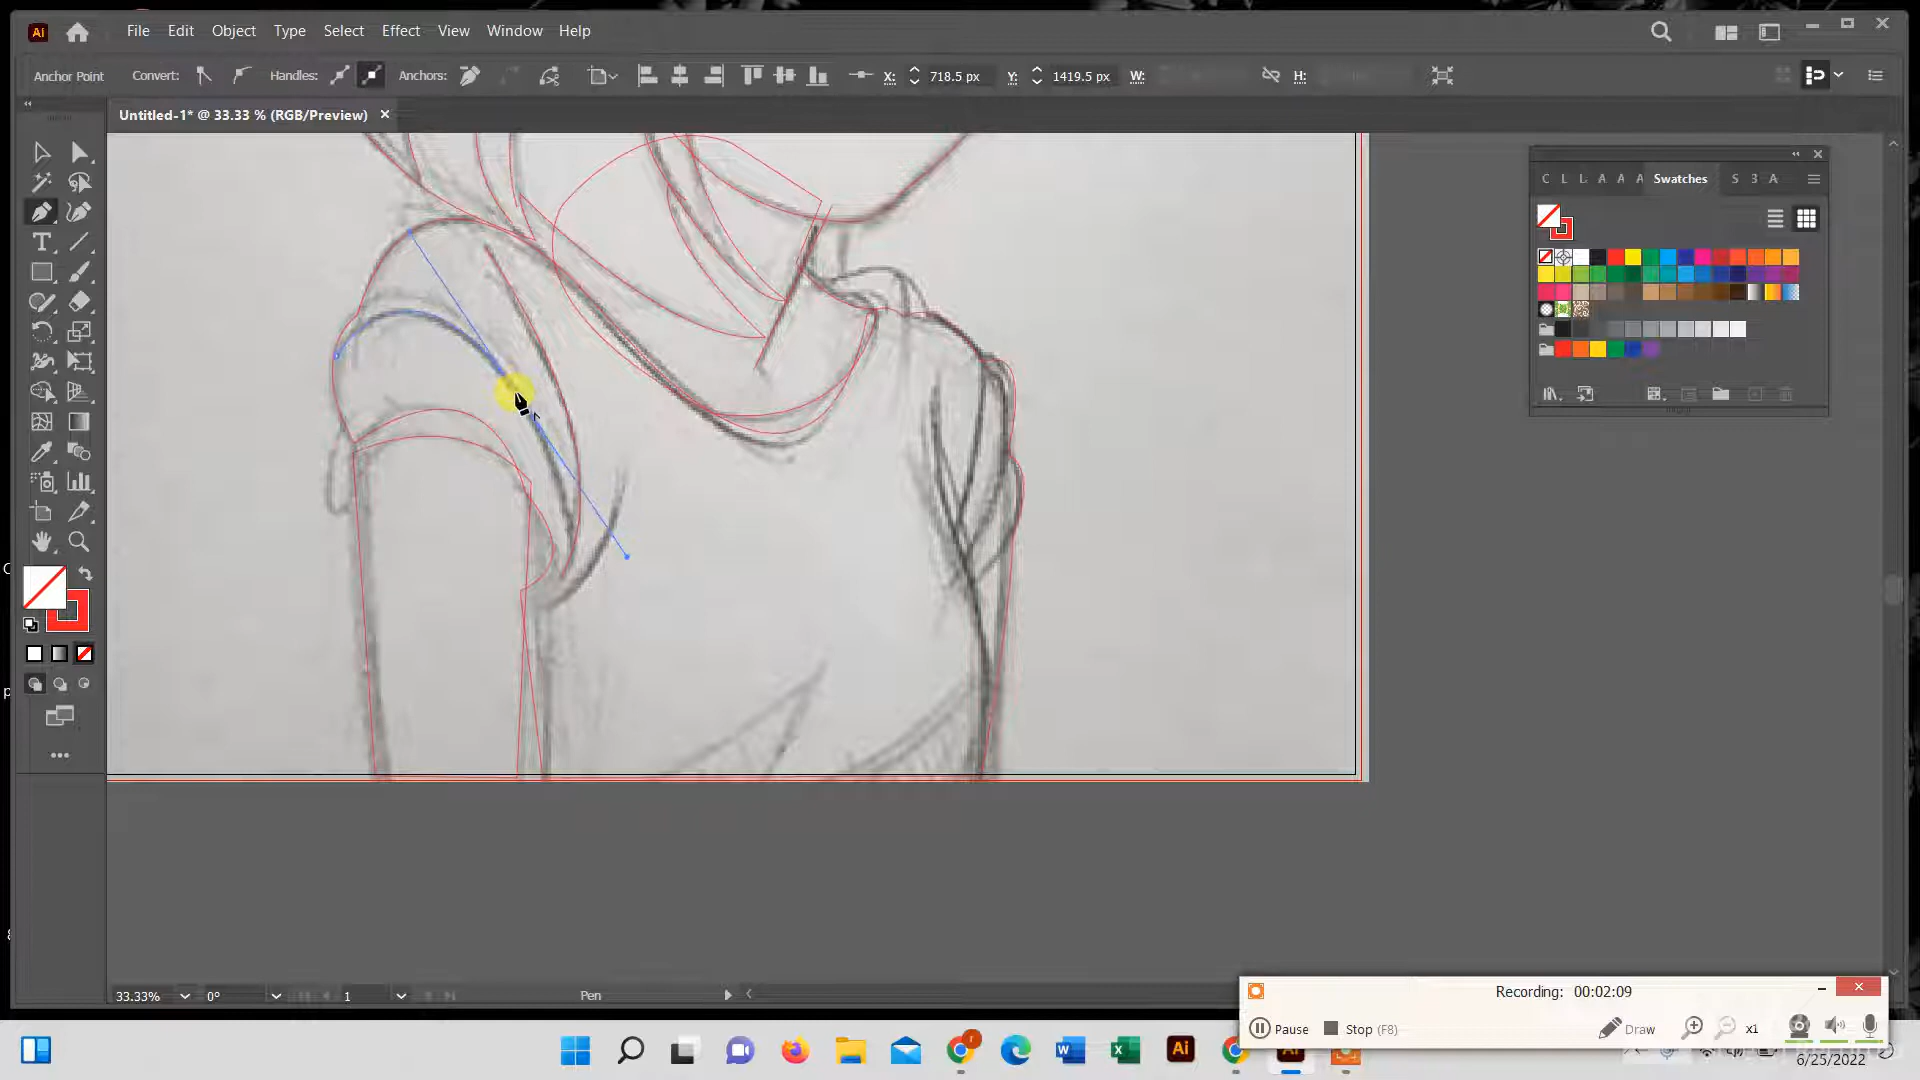 Ai File Edit Object Type Select Effect View Window Help
Anchor Point Convert: Handles: Anchors: X: 718.5 px Y: 1419.5 px W: H:
Untitled-1* @ 33.33 % (RGB/Preview) ×
C L L A A A Swatches S 3 A
33.33% 0° 1 Pen
Recording: 00:02:09
Pause Stop (F8) Draw x1
Ai
6/25/2022